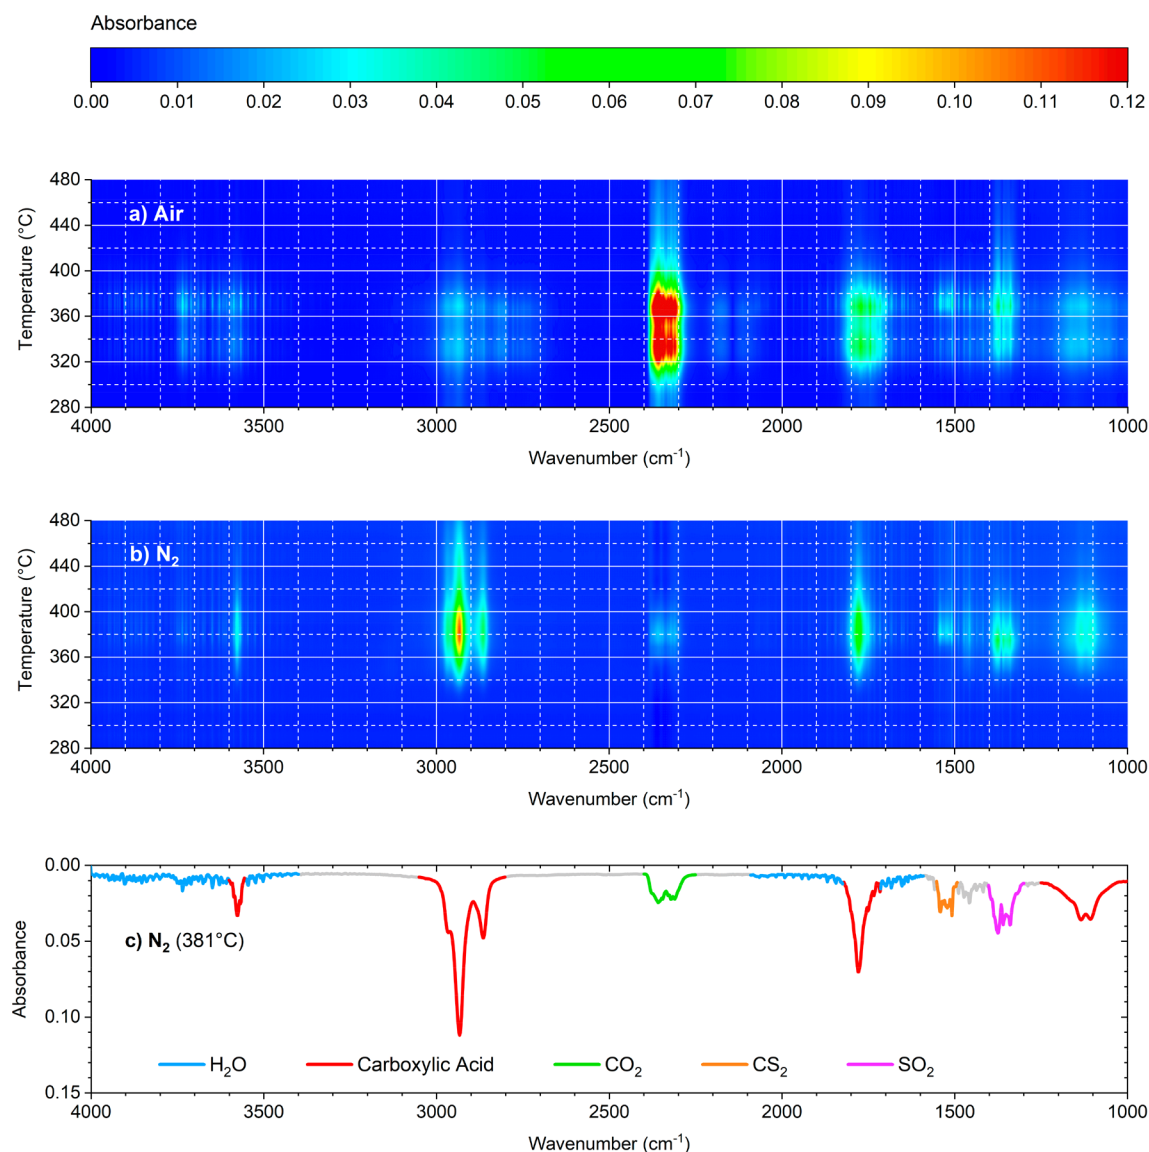 Absorbance
0.00 0.01 0.02 0.03 0.04 0.05 0.06 0.07 0.08 0.09 0.10 0.11 0.12
a) Air
Temperature (°C)
480
440
400
360
320
280
4000 3500 3000 2500 2000 1500 1000
Wavenumber (cm⁻¹)
b) N₂
Temperature (°C)
480
440
400
360
320
280
4000 3500 3000 2500 2000 1500 1000
Wavenumber (cm⁻¹)
c) N₂ (381°C)
Absorbance
0.00
0.05
0.10
0.15
H₂O Carboxylic Acid CO₂ CS₂ SO₂
4000 3500 3000 2500 2000 1500 1000
Wavenumber (cm⁻¹)